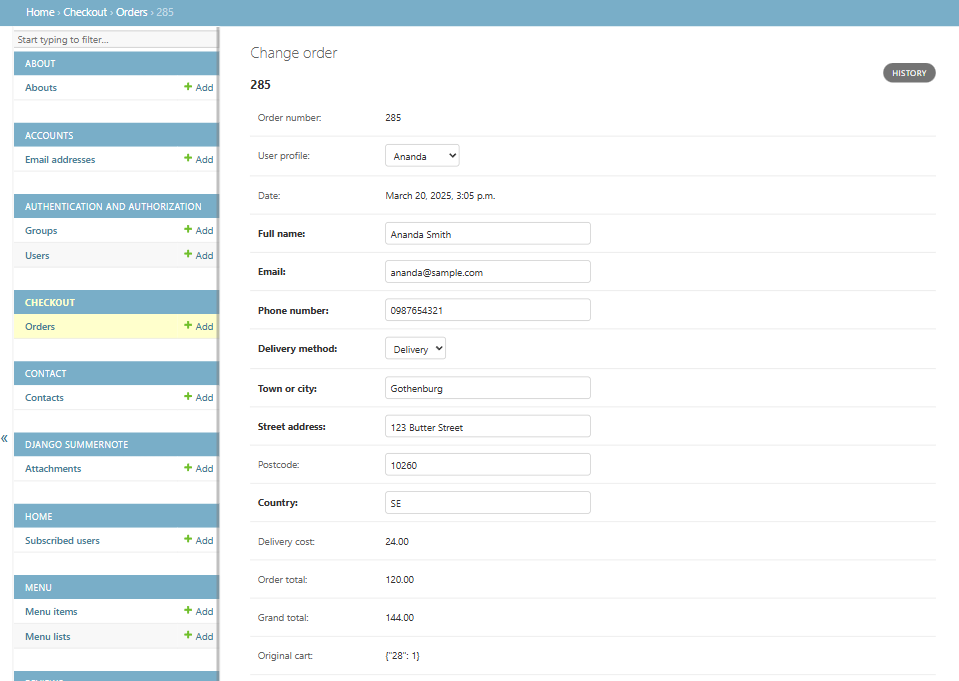 Home › Checkout › Orders › 285
Start typing to filter...
ABOUT
Abouts + Add
ACCOUNTS
Email addresses + Add
AUTHENTICATION AND AUTHORIZATION
Groups + Add
Users + Add
CHECKOUT
Orders + Add
CONTACT
Contacts + Add
DJANGO SUMMERNOTE
Attachments + Add
HOME
Subscribed users + Add
MENU
Menu items + Add
Menu lists + Add
«
Change order
285
HISTORY
Order number: 285
User profile: Ananda
Date: March 20, 2025, 3:05 p.m.
Full name: Ananda Smith
Email: ananda@sample.com
Phone number: 0987654321
Delivery method: Delivery
Town or city: Gothenburg
Street address: 123 Butter Street
Postcode: 10260
Country: SE
Delivery cost: 24.00
Order total: 120.00
Grand total: 144.00
Original cart: {"28": 1}